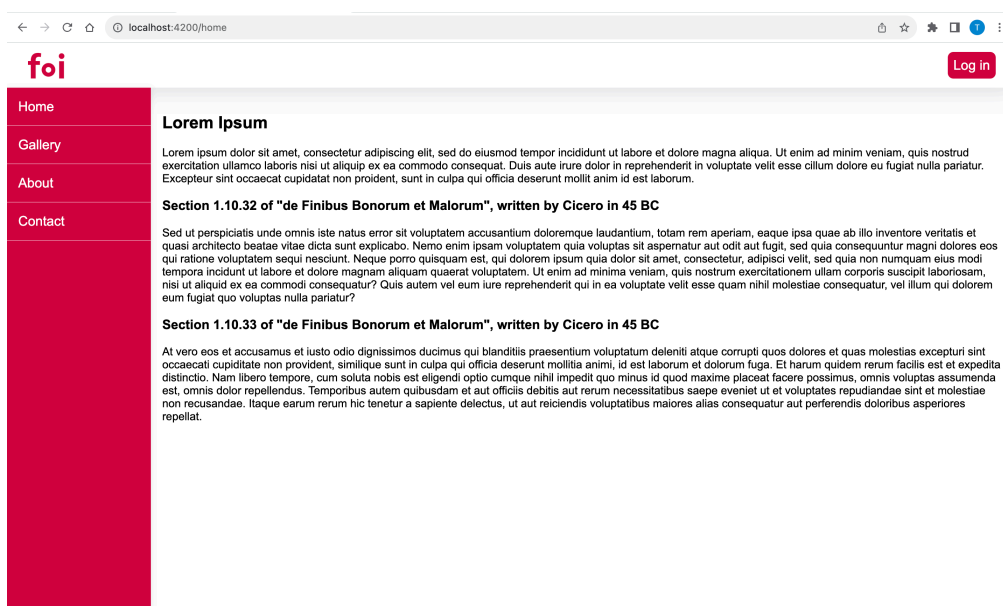 localhost:4200/home
T
foi
Log in
Home
Gallery
About
Contact
Lorem Ipsum
Lorem ipsum dolor sit amet, consectetur adipiscing elit, sed do eiusmod tempor incididunt ut labore et dolore magna aliqua. Ut enim ad minim veniam, quis nostrud
exercitation ullamco laboris nisi ut aliquip ex ea commodo consequat. Duis aute irure dolor in reprehenderit in voluptate velit esse cillum dolore eu fugiat nulla pariatur.
Excepteur sint occaecat cupidatat non proident, sunt in culpa qui officia deserunt mollit anim id est laborum.
Section 1.10.32 of "de Finibus Bonorum et Malorum", written by Cicero in 45 BC
Sed ut perspiciatis unde omnis iste natus error sit voluptatem accusantium doloremque laudantium, totam rem aperiam, eaque ipsa quae ab illo inventore veritatis et
quasi architecto beatae vitae dicta sunt explicabo. Nemo enim ipsam voluptatem quia voluptas sit aspernatur aut odit aut fugit, sed quia consequuntur magni dolores eos
qui ratione voluptatem sequi nesciunt. Neque porro quisquam est, qui dolorem ipsum quia dolor sit amet, consectetur, adipisci velit, sed quia non numquam eius modi
tempora incidunt ut labore et dolore magnam aliquam quaerat voluptatem. Ut enim ad minima veniam, quis nostrum exercitationem ullam corporis suscipit laboriosam,
nisi ut aliquid ex ea commodi consequatur? Quis autem vel eum iure reprehenderit qui in ea voluptate velit esse quam nihil molestiae consequatur, vel illum qui dolorem
eum fugiat quo voluptas nulla pariatur?
Section 1.10.33 of "de Finibus Bonorum et Malorum", written by Cicero in 45 BC
At vero eos et accusamus et iusto odio dignissimos ducimus qui blanditiis praesentium voluptatum deleniti atque corrupti quos dolores et quas molestias excepturi sint
occaecati cupiditate non provident, similique sunt in culpa qui officia deserunt mollitia animi, id est laborum et dolorum fuga. Et harum quidem rerum facilis est et expedita
distinctio. Nam libero tempore, cum soluta nobis est eligendi optio cumque nihil impedit quo minus id quod maxime placeat facere possimus, omnis voluptas assumenda
est, omnis dolor repellendus. Temporibus autem quibusdam et aut officiis debitis aut rerum necessitatibus saepe eveniet ut et voluptates repudiandae sint et molestiae
non recusandae. Itaque earum rerum hic tenetur a sapiente delectus, ut aut reiciendis voluptatibus maiores alias consequatur aut perferendis doloribus asperiores
repellat.